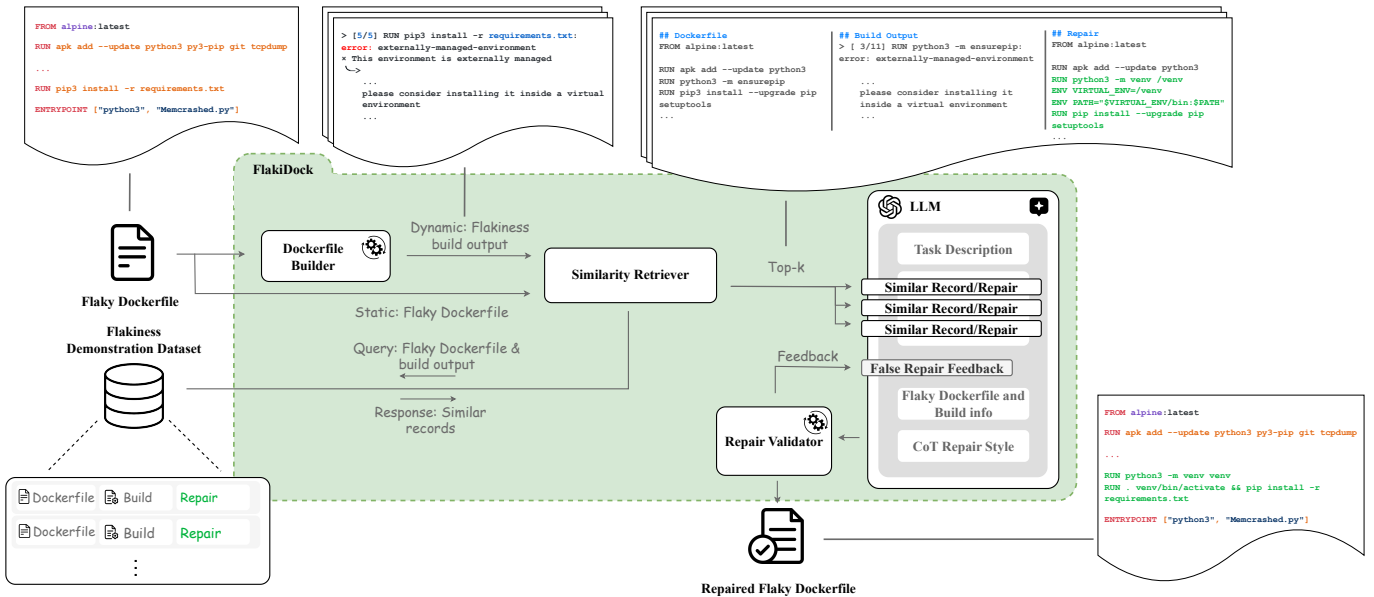 FROM alpine:latest
RUN apk add --update python3 py3-pip git tcpdump
...
RUN pip3 install -r requirements.txt
ENTRYPOINT ["python3", "Memcrashed.py"]
> [5/5] RUN pip3 install -r requirements.txt:
error: externally-managed-environment
× This environment is externally managed
...
please consider installing it inside a virtual
environment
...
## Dockerfile
FROM alpine:latest
RUN apk add --update python3
RUN python3 -m ensurepip
RUN pip3 install --upgrade pip
setuptools
...
## Build Output
> [ 3/11] RUN python3 -m ensurepip:
error: externally-managed-environment
...
please consider installing it
inside a virtual environment
...
## Repair
FROM alpine:latest
RUN apk add --update python3
RUN python3 -m venv /venv
ENV VIRTUAL_ENV=/venv
ENV PATH="$VIRTUAL_ENV/bin:$PATH"
RUN pip install --upgrade pip
setuptools
...
FlakiDock
Flaky Dockerfile
Dockerfile
Builder
Dynamic: Flakiness
build output
Static: Flaky Dockerfile
Similarity Retriever
Query: Flaky Dockerfile &
build output
Response: Similar
records
Flakiness
Demonstration Dataset
Dockerfile
Build
Repair
Dockerfile
Build
Repair
⋮
Top-k
LLM
Task Description
Similar Record/Repair
Similar Record/Repair
Similar Record/Repair
Feedback
False Repair Feedback
Flaky Dockerfile and
Build info
CoT Repair Style
Repair Validator
Repaired Flaky Dockerfile
FROM alpine:latest
RUN apk add --update python3 py3-pip git tcpdump
...
RUN python3 -m venv venv
RUN . venv/bin/activate && pip install -r
requirements.txt
ENTRYPOINT ["python3", "Memcrashed.py"]